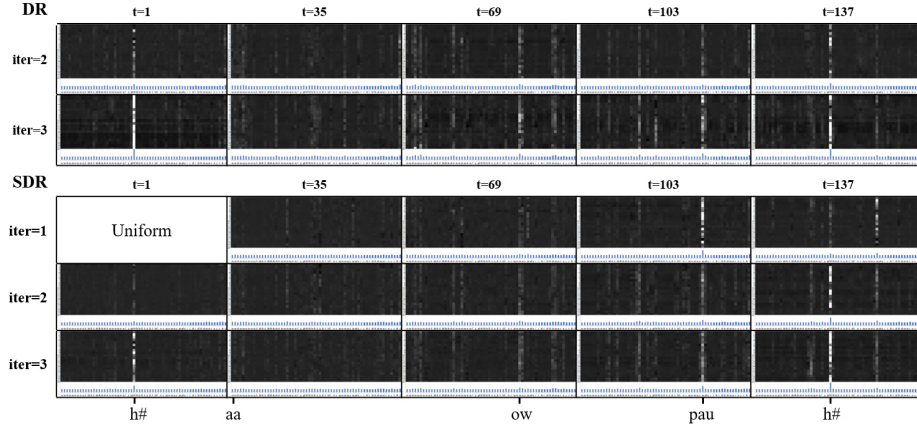 DR t=1 t=35 t=69 t=103 t=137
iter=2
iter=3
SDR t=1 t=35 t=69 t=103 t=137
iter=1 Uniform
iter=2
iter=3
h# aa ow pau h#